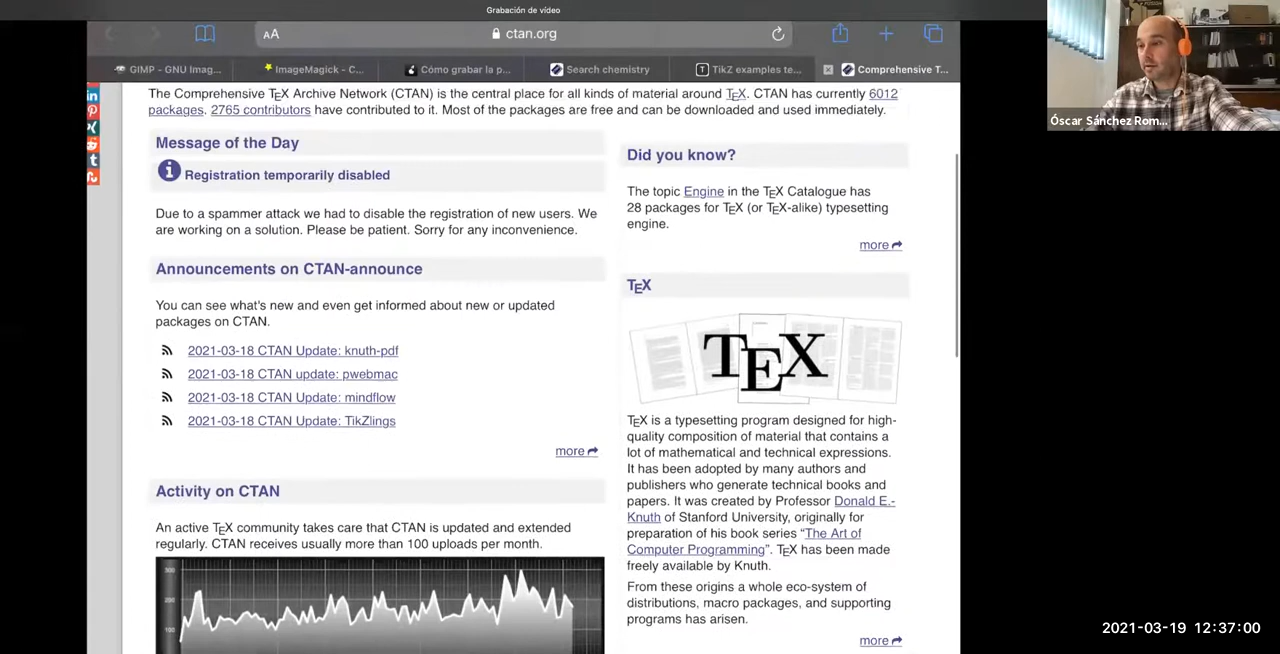 Grabación de vídeo
AA
ctan.org
GIMP - GNU Imag...
ImageMagick - C...
Cómo grabar la p...
Search chemistry
TikZ examples te...
Comprehensive T...
The Comprehensive TEX Archive Network (CTAN) is the central place for all kinds of material around TEX. CTAN has currently 6012
packages. 2765 contributors have contributed to it. Most of the packages are free and can be downloaded and used immediately.
Message of the Day
Registration temporarily disabled
Due to a spammer attack we had to disable the registration of new users. We
are working on a solution. Please be patient. Sorry for any inconvenience.
Announcements on CTAN-announce
You can see what's new and even get informed about new or updated
packages on CTAN.
2021-03-18 CTAN Update: knuth-pdf
2021-03-18 CTAN update: pwebmac
2021-03-18 CTAN Update: mindflow
2021-03-18 CTAN Update: TikZlings
more
Activity on CTAN
An active TEX community takes care that CTAN is updated and extended
regularly. CTAN receives usually more than 100 uploads per month.
300
200
100
Did you know?
The topic Engine in the TEX Catalogue has
28 packages for TEX (or TEX-alike) typesetting
engine.
more
TEX
TEX
TEX is a typesetting program designed for high-
quality composition of material that contains a
lot of mathematical and technical expressions.
It has been adopted by many authors and
publishers who generate technical books and
papers. It was created by Professor Donald E.-
Knuth of Stanford University, originally for
preparation of his book series “The Art of
Computer Programming”. TEX has been made
freely available by Knuth.
From these origins a whole eco-system of
distributions, macro packages, and supporting
programs has arisen.
more
Óscar Sánchez Rom...
2021-03-19 12:37:00